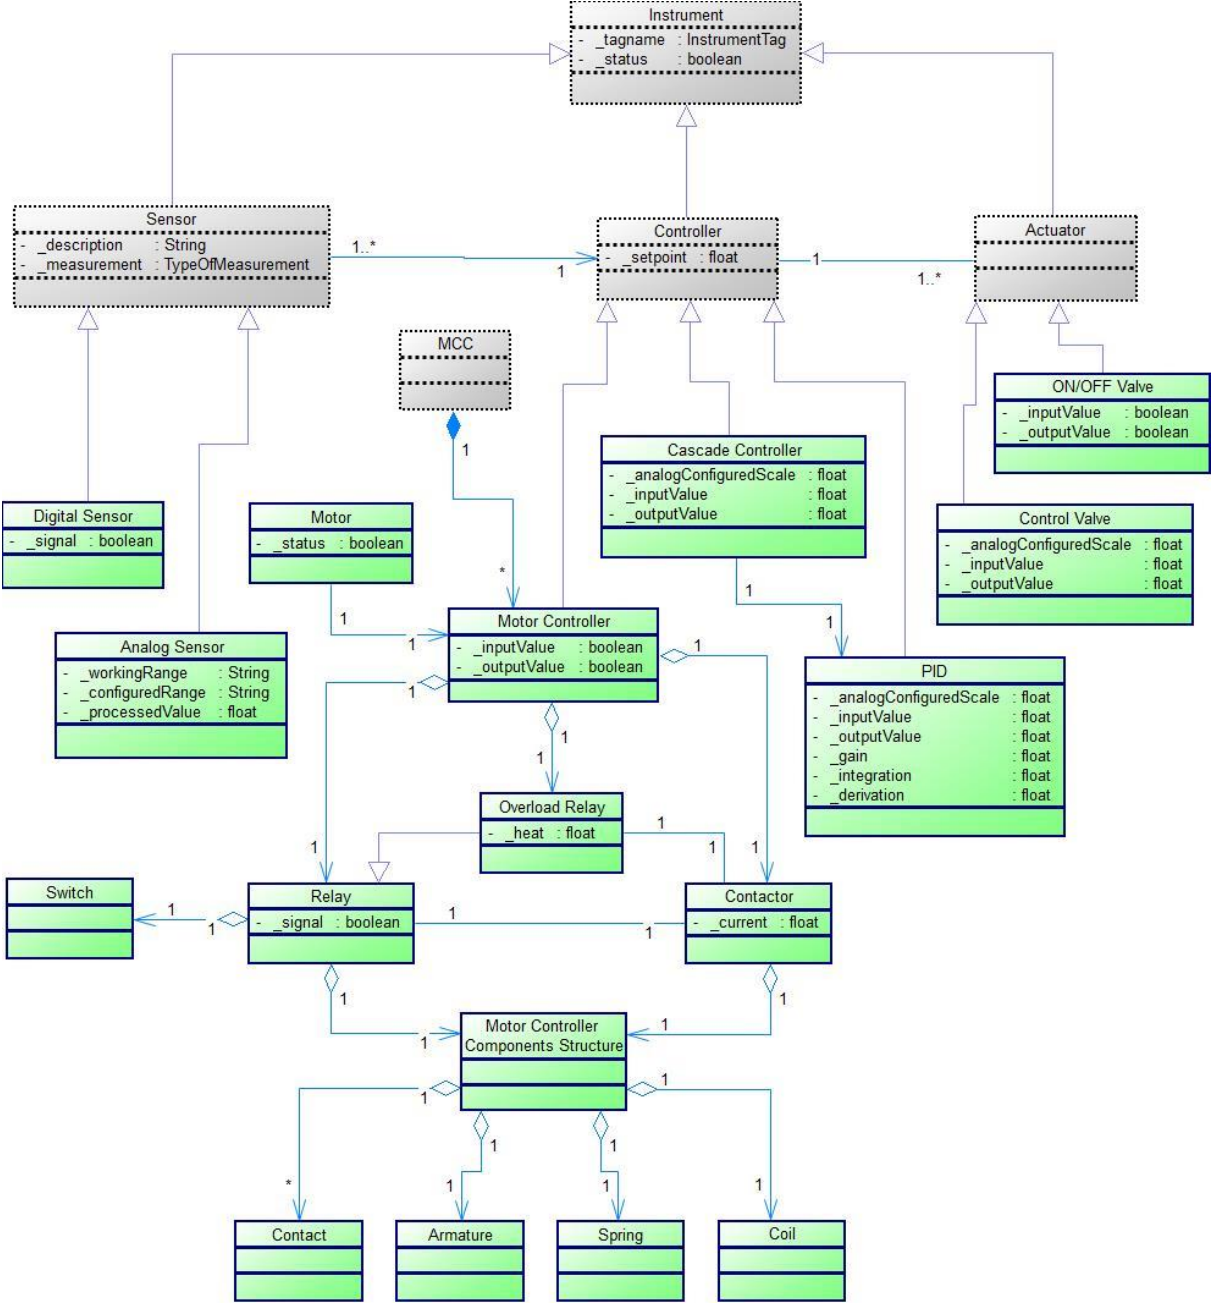 Instrument
- _tagname : InstrumentTag
- _status : boolean
Sensor
- _description : String
- _measurement : TypeOfMeasurement
1..*
1
Controller
- _setpoint : float
1
1..*
Actuator
MCC
1
*
ON/OFF Valve
- _inputValue : boolean
- _outputValue : boolean
Cascade Controller
- _analogConfiguredScale : float
- _inputValue : float
- _outputValue : float
1
1
Digital Sensor
- _signal : boolean
Motor
- _status : boolean
1
1
Control Valve
- _analogConfiguredScale : float
- _inputValue : float
- _outputValue : float
Motor Controller
- _inputValue : boolean
- _outputValue : boolean
1
1
1
1
1
1
Analog Sensor
- _workingRange : String
- _configuredRange : String
- _processedValue : float
PID
- _analogConfiguredScale : float
- _inputValue : float
- _outputValue : float
- _gain : float
- _integration : float
- _derivation : float
Overload Relay
- _heat : float
1
1
Switch
1
1
Relay
- _signal : boolean
1
1
Contactor
- _current : float
1
1
1
1
Motor Controller
Components Structure
1
1
1
1
*
1
1
1
Contact
Armature
Spring
Coil